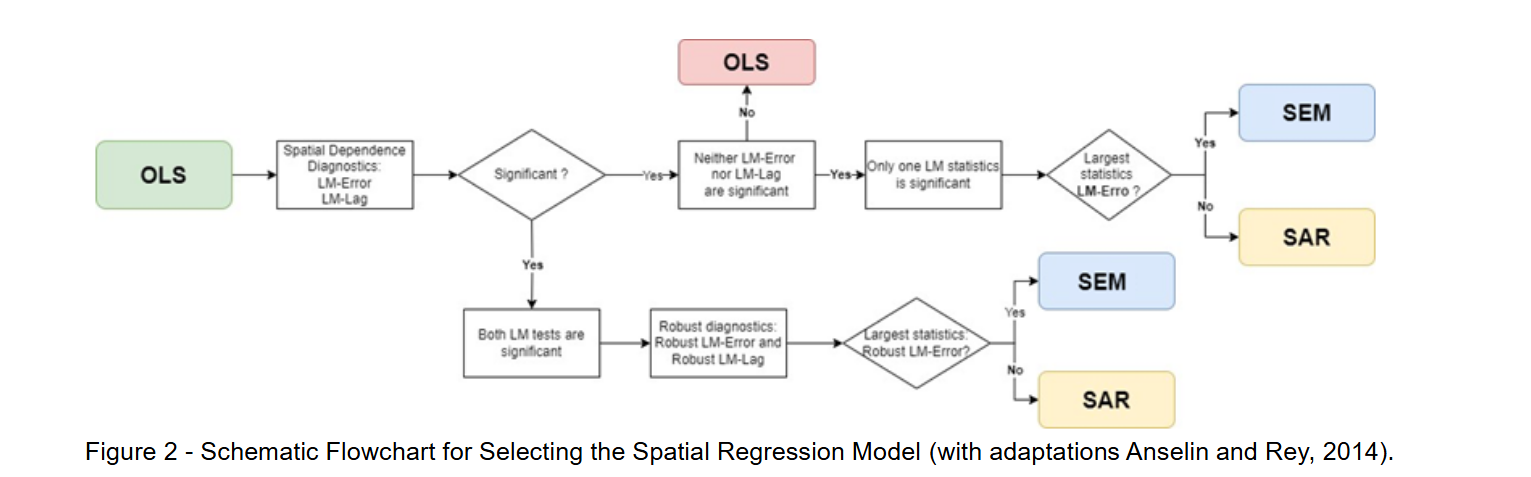 OLS
No
OLS
Spatial Dependence
Diagnostics:
LM-Error
LM-Lag
Significant ?
Yes
Neither LM-Error
nor LM-Lag
are significant
Yes
Only one LM statistics
is significant
Largest
statistics
LM-Erro ?
Yes
SEM
No
SAR
Yes
Both LM tests are
significant
Robust diagnostics:
Robust LM-Error and
Robust LM-Lag
Largest statistics:
Robust LM-Error?
Yes
SEM
No
SAR
Figure 2 - Schematic Flowchart for Selecting the Spatial Regression Model (with adaptations Anselin and Rey, 2014).